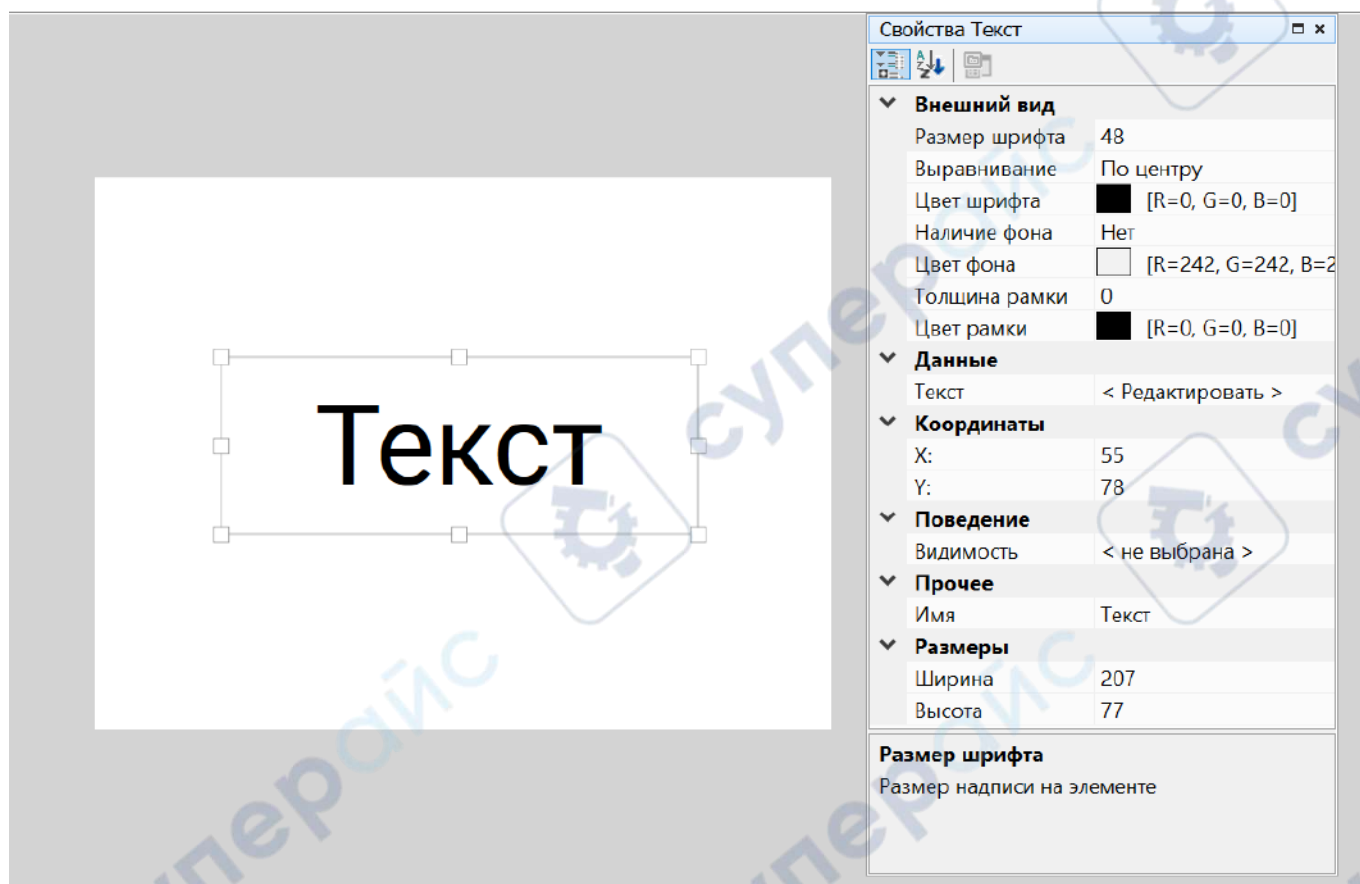 Свойства Текст
Внешний вид
Размер шрифта 48
Выравнивание По центру
Цвет шрифта [R=0, G=0, B=0]
Наличие фона Нет
Цвет фона [R=242, G=242, B=2
Толщина рамки 0
Цвет рамки [R=0, G=0, B=0]
Данные
Текст < Редактировать >
Координаты
X: 55
Y: 78
Поведение
Видимость < не выбрана >
Прочее
Имя Текст
Размеры
Ширина 207
Высота 77
Размер шрифта
Размер надписи на элементе
Текст
суперайс